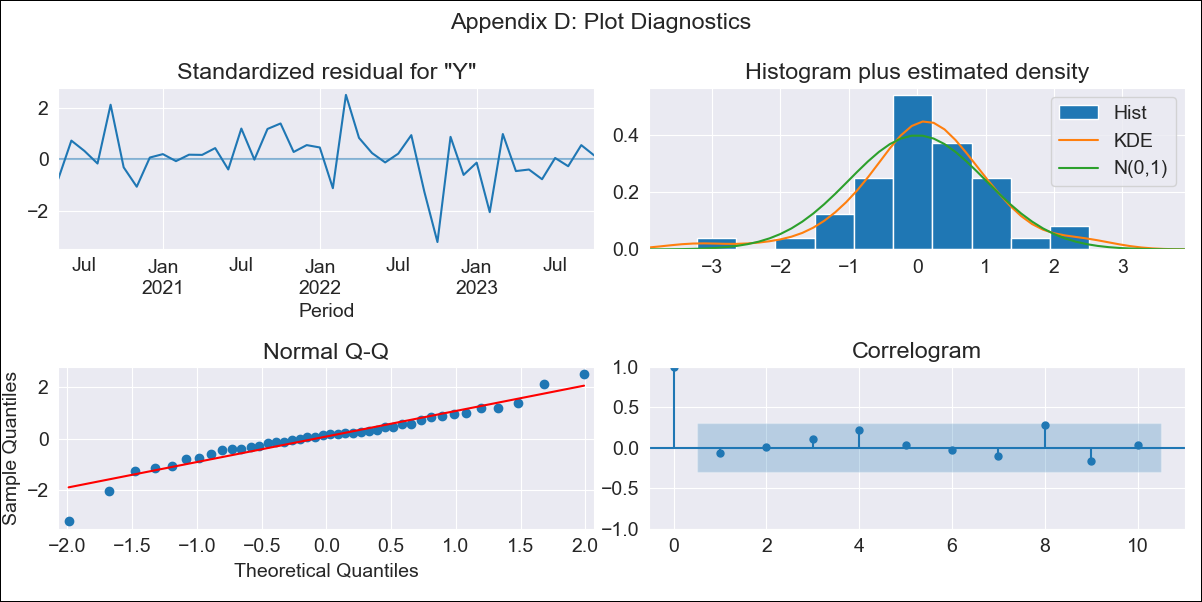 Appendix D: Plot Diagnostics
Standardized residual for "Y"
2
0
−2
Jul
Jan
2021
Jul
Jan
2022
Jul
Jan
2023
Jul
Period
Histogram plus estimated density
0.4
0.2
0.0
−3
−2
−1
0
1
2
3
Hist
KDE
N(0,1)
Normal Q-Q
Sample Quantiles
2
0
−2
−2.0
−1.5
−1.0
−0.5
0.0
0.5
1.0
1.5
2.0
Theoretical Quantiles
Correlogram
1.0
0.5
0.0
−0.5
−1.0
0
2
4
6
8
10